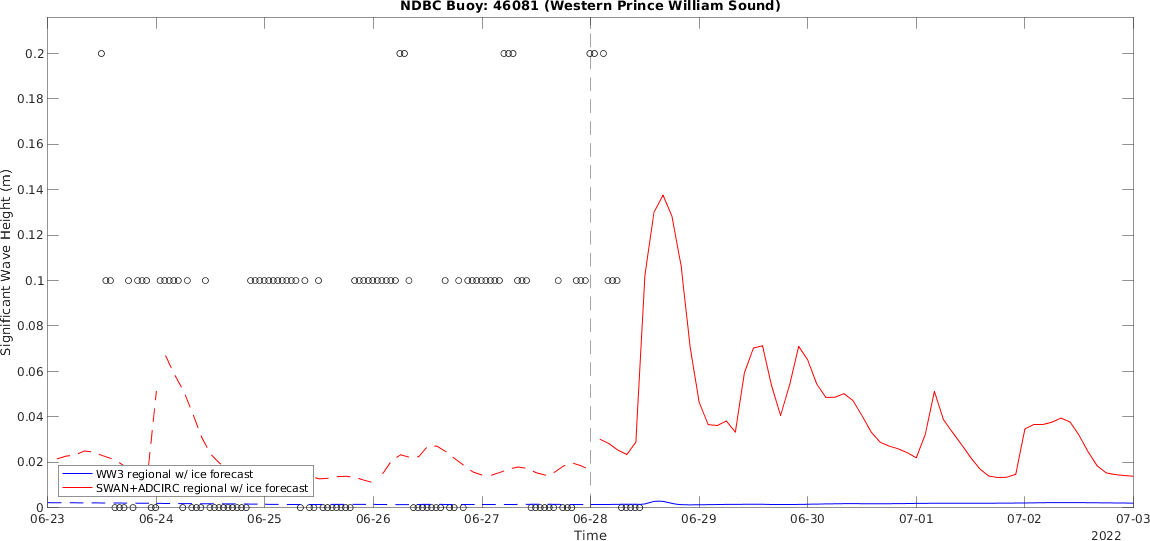 NDBC Buoy: 46081 (Western Prince William Sound)
Significant Wave Height (m)
0.2
0.18
0.16
0.14
0.12
0.1
0.08
0.06
0.04
0.02
0
WW3 regional w/ ice forecast
SWAN+ADCIRC regional w/ ice forecast
06-23 06-24 06-25 06-26 06-27 06-28 06-29 06-30 07-01 07-02 07-03
Time
2022